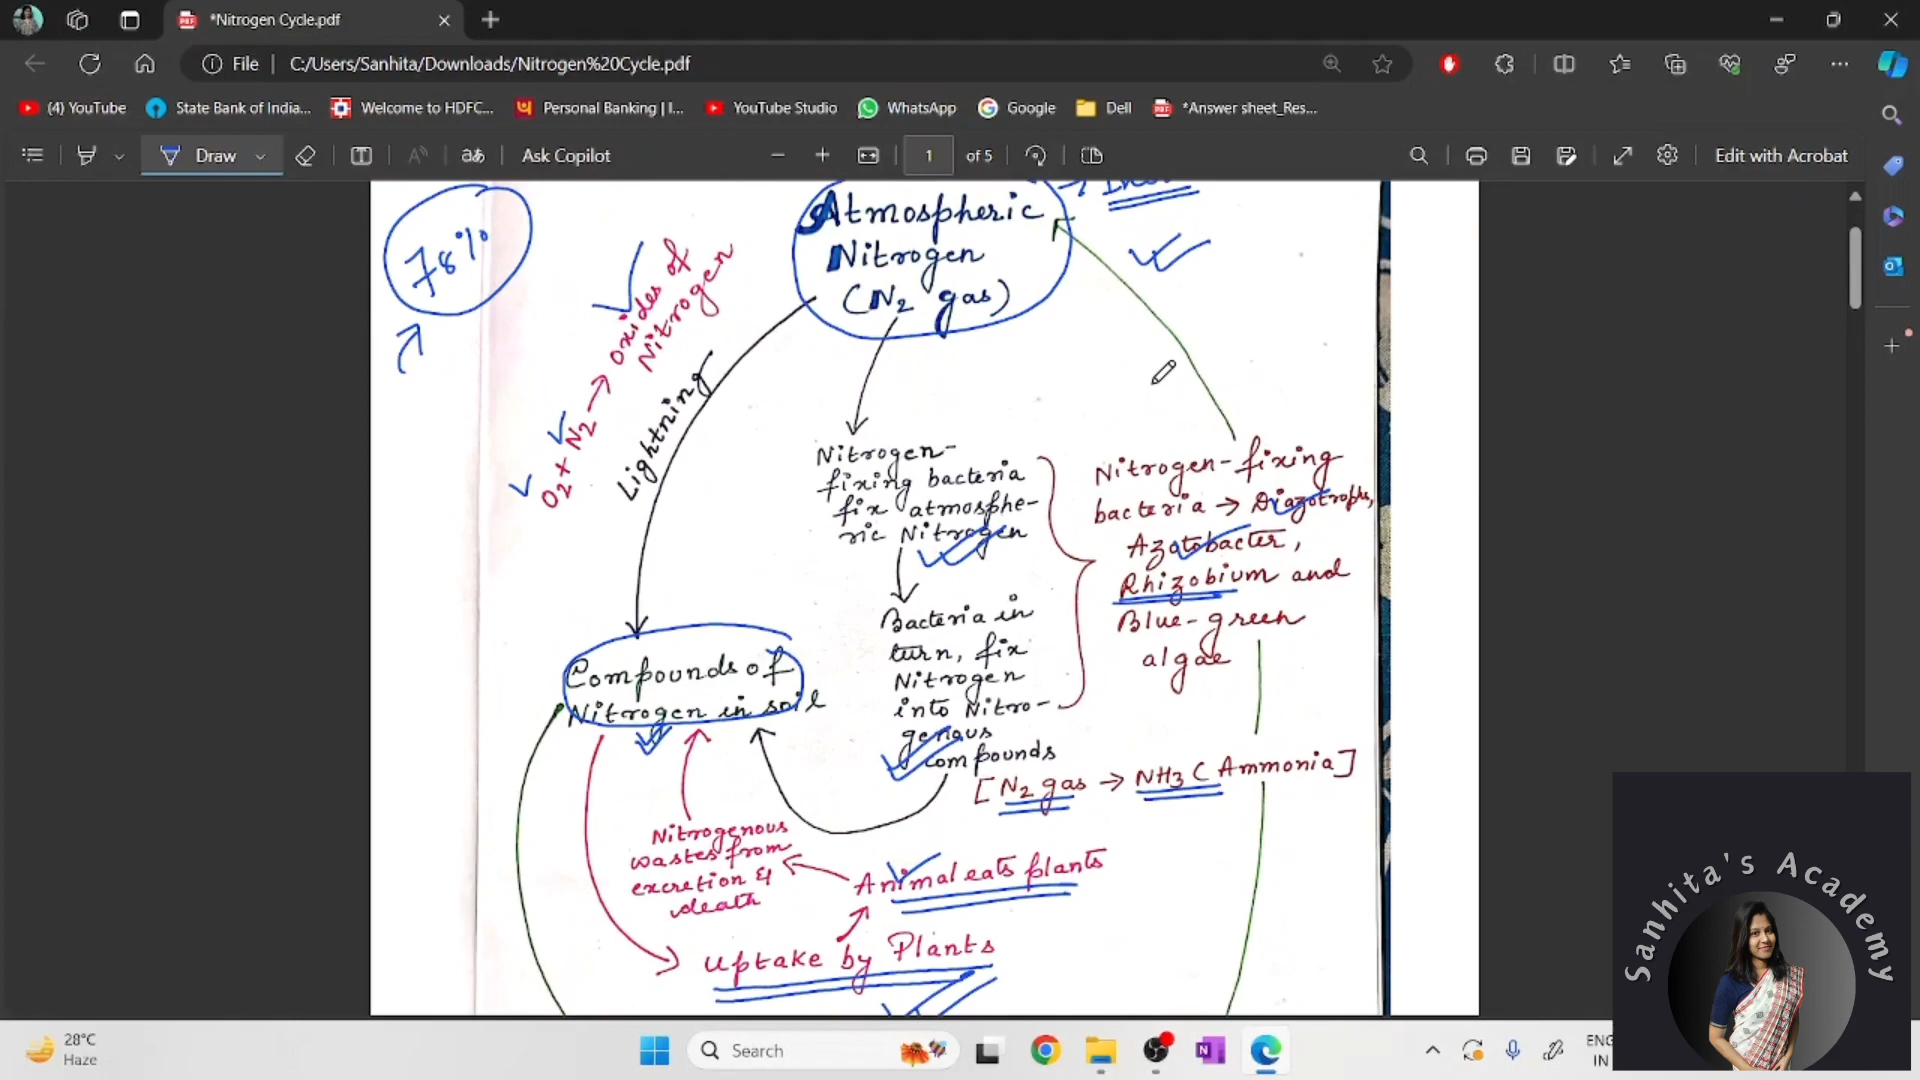 *Nitrogen Cycle.pdf
File
C:/Users/Sanhita/Downloads/Nitrogen%20Cycle.pdf
(4) YouTube
State Bank of India...
Welcome to HDFC...
Personal Banking | I...
YouTube Studio
WhatsApp
Google
Dell
*Answer sheet_Res...
Draw
Ask Copilot
1 of 5
Edit with Acrobat
78%
Atmospheric
Nitrogen
(N2 gas)
O2 + N2 → Oxides of
Nitrogen
Lightning
Nitrogen-
fixing bacteria
fix atmosphe-
ric Nitrogen
Bacteria in
turn, fix
Nitrogen
into Nitro-
genous
compounds
Nitrogen-fixing
bacteria → Diazotrophs,
Azotobacter,
Rhizobium and
Blue-green
algae
[N2 gas → NH3 (Ammonia]
Compounds of
Nitrogen in soil
Nitrogenous
wastes from
excretion &
death
Animal eats plants
Uptake by Plants
Sanhita's Academy
28°C
Haze
Search
ENG
IN